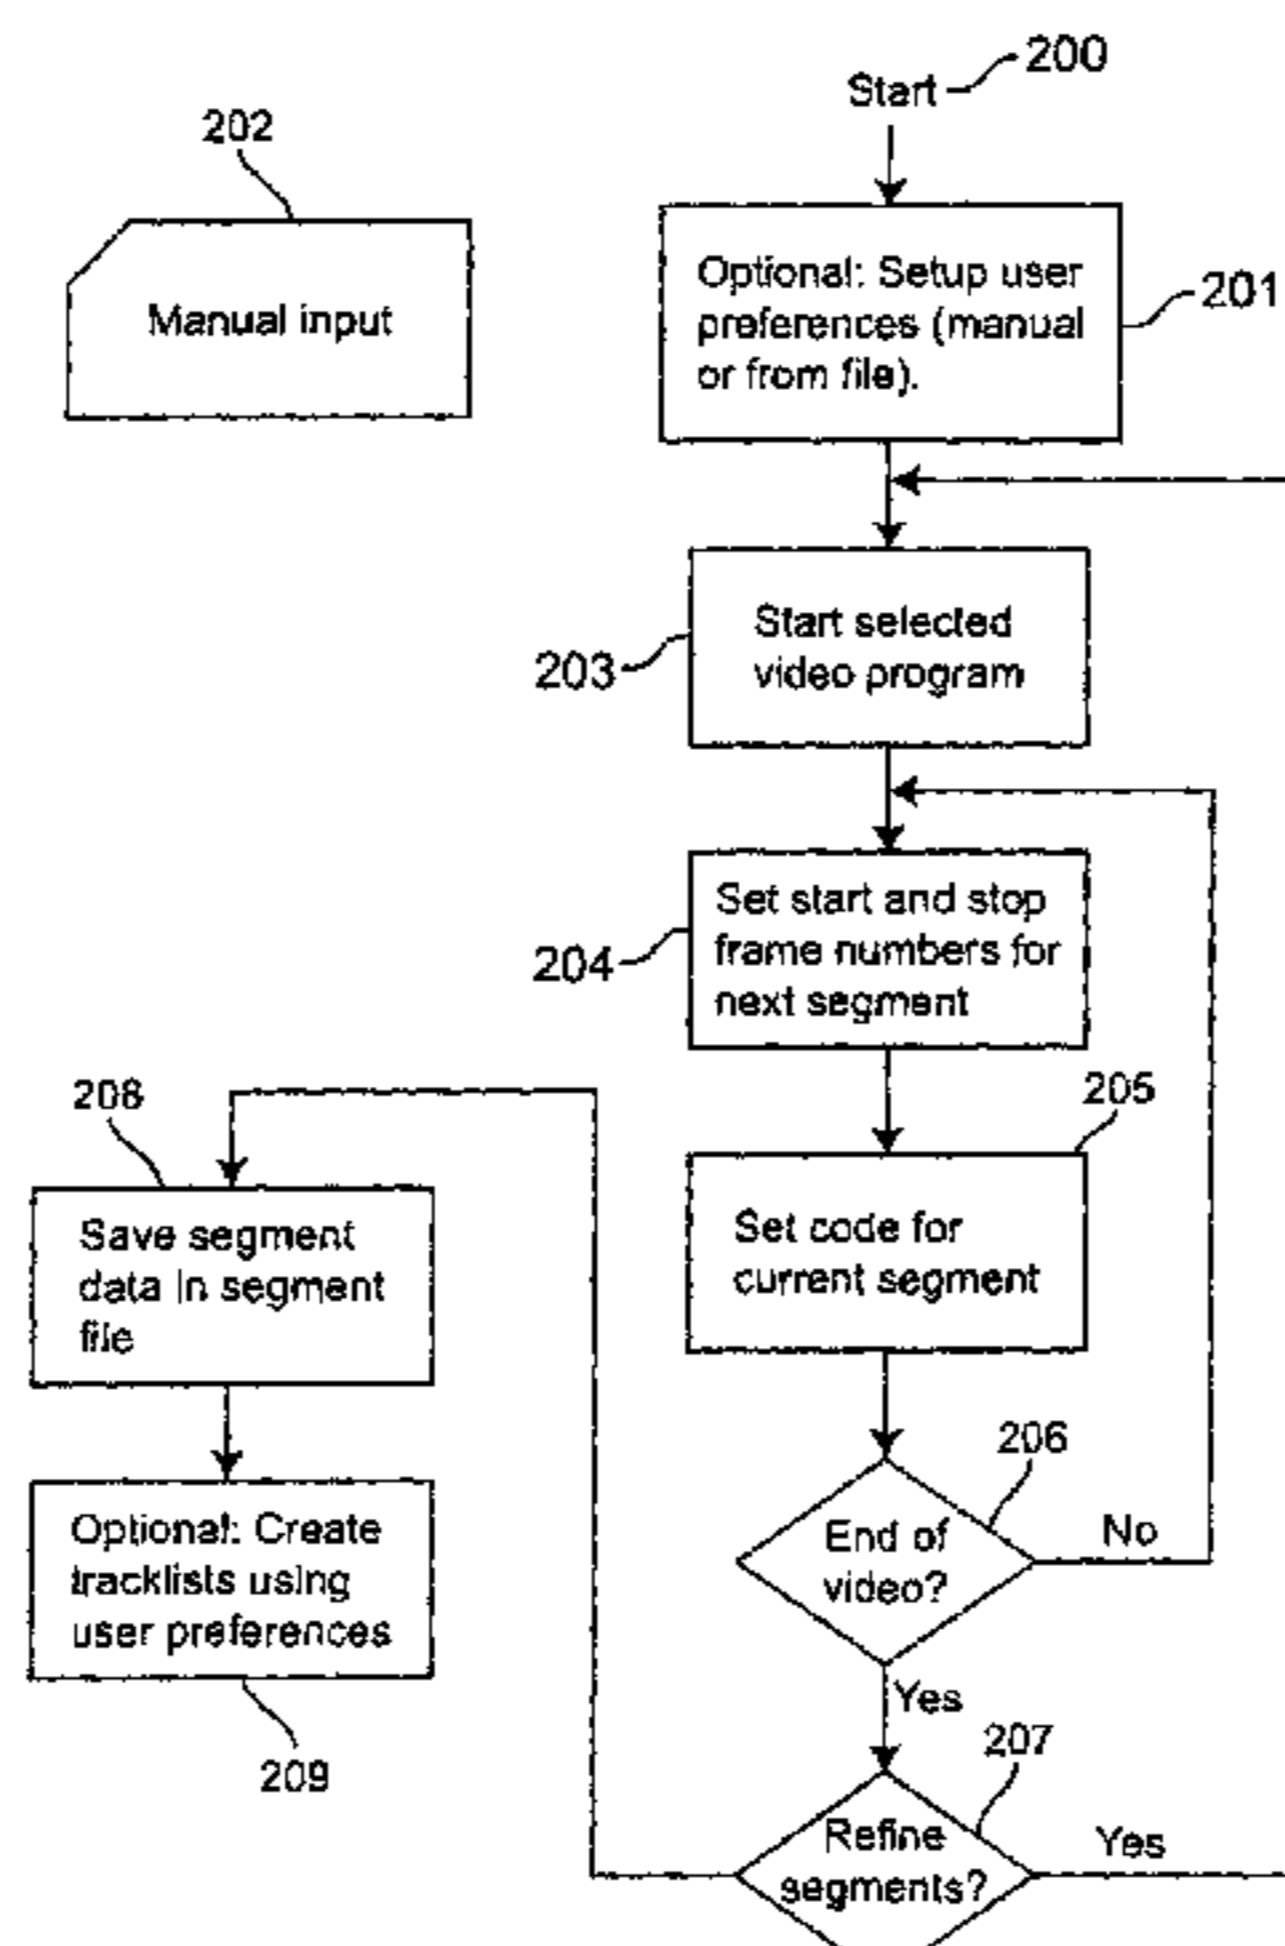 200
Start
202
Manual input
Optional: Setup user
preferences (manual
or from file).
201
Start selected
video program
203
Set start and stop
frame numbers for
next segment
204
205
Set code for
current segment
206
End of
video?
No
Yes
207
Refine
segments?
Yes
208
Save segment
data in segment
file
Optional: Create
tracklists using
user preferences
209